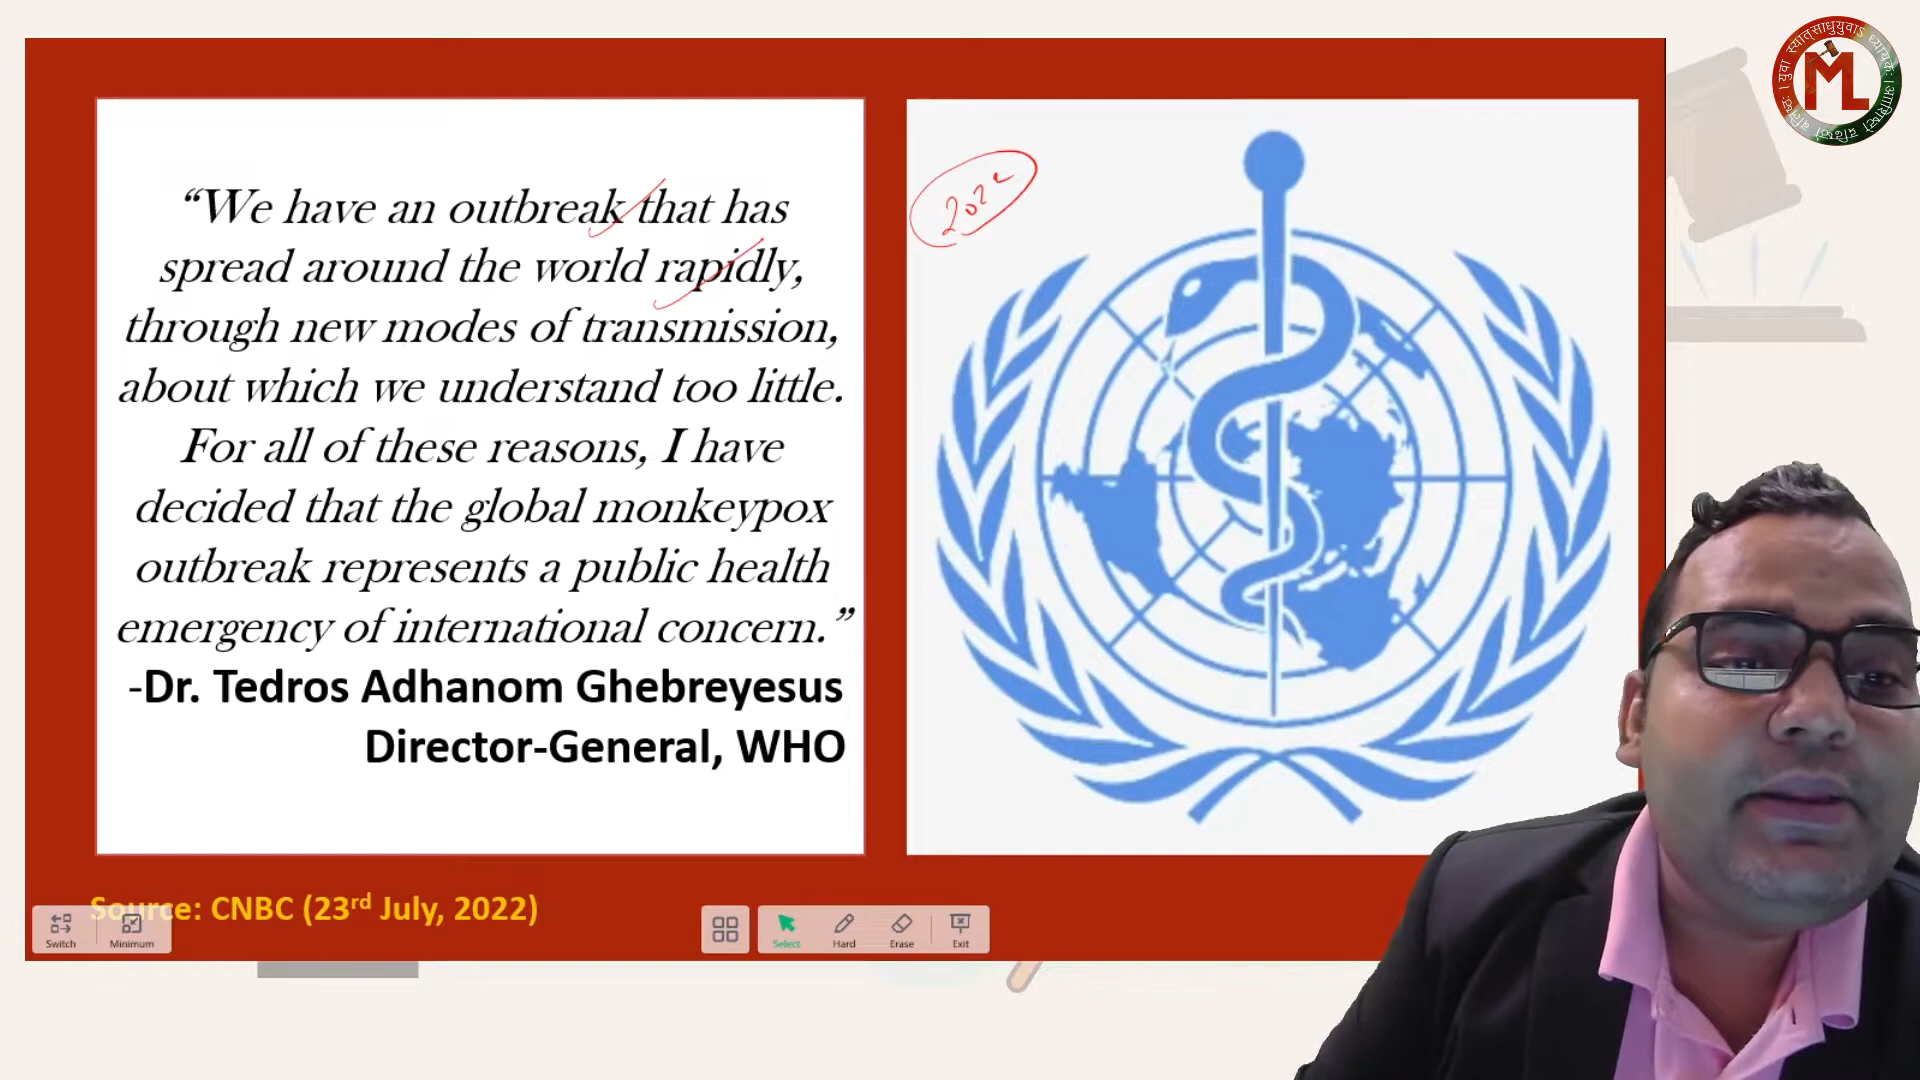 “We have an outbreak that has
spread around the world rapidly,
through new modes of transmission,
about which we understand too little.
For all of these reasons, I have
decided that the global monkeypox
outbreak represents a public health
emergency of international concern.”
-Dr. Tedros Adhanom Ghebreyesus
Director-General, WHO
2022
ML
Source: CNBC (23rd July, 2022)
Switch
Minimum
Select
Hard
Erase
Exit